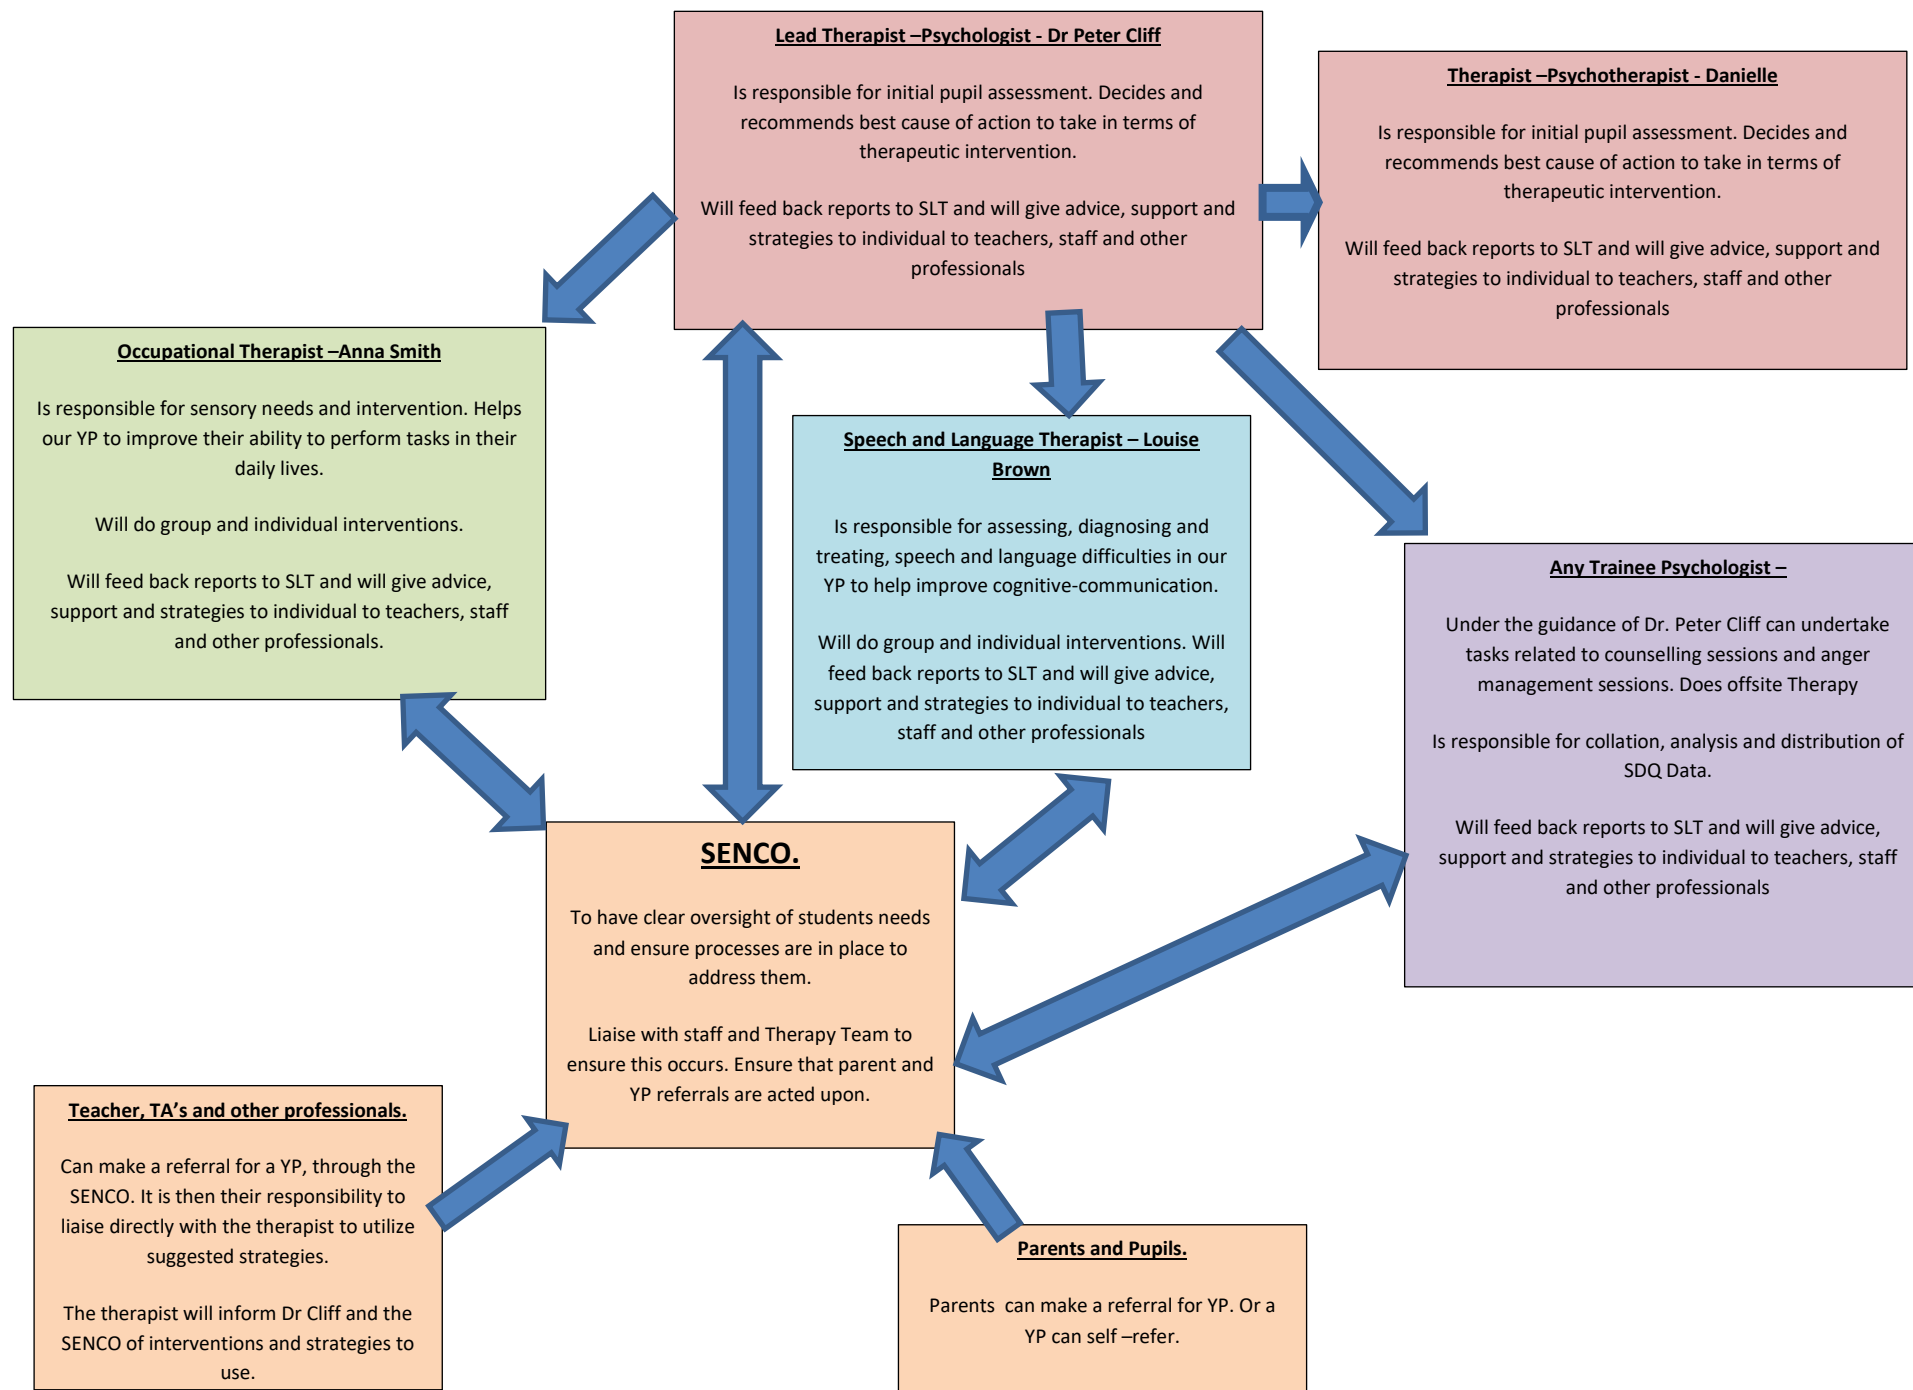 Lead Therapist –Psychologist - Dr Peter Cliff
Is responsible for initial pupil assessment. Decides and
recommends best cause of action to take in terms of
therapeutic intervention.
Will feed back reports to SLT and will give advice, support and
strategies to individual to teachers, staff and other
professionals
Therapist –Psychotherapist - Danielle
Is responsible for initial pupil assessment. Decides and
recommends best cause of action to take in terms of
therapeutic intervention.
Will feed back reports to SLT and will give advice, support and
strategies to individual to teachers, staff and other
professionals
Occupational Therapist –Anna Smith
Is responsible for sensory needs and intervention. Helps
our YP to improve their ability to perform tasks in their
daily lives.
Will do group and individual interventions.
Will feed back reports to SLT and will give advice,
support and strategies to individual to teachers, staff
and other professionals.
Speech and Language Therapist – Louise
Brown
Is responsible for assessing, diagnosing and
treating, speech and language difficulties in our
YP to help improve cognitive-communication.
Will do group and individual interventions. Will
feed back reports to SLT and will give advice,
support and strategies to individual to teachers,
staff and other professionals
Any Trainee Psychologist –
Under the guidance of Dr. Peter Cliff can undertake
tasks related to counselling sessions and anger
management sessions. Does offsite Therapy
Is responsible for collation, analysis and distribution of
SDQ Data.
Will feed back reports to SLT and will give advice,
support and strategies to individual to teachers, staff
and other professionals
SENCO.
To have clear oversight of students needs
and ensure processes are in place to
address them.
Liaise with staff and Therapy Team to
ensure this occurs. Ensure that parent and
YP referrals are acted upon.
Teacher, TA’s and other professionals.
Can make a referral for a YP, through the
SENCO. It is then their responsibility to
liaise directly with the therapist to utilize
suggested strategies.
The therapist will inform Dr Cliff and the
SENCO of interventions and strategies to
use.
Parents and Pupils.
Parents  can make a referral for YP. Or a
YP can self –refer.